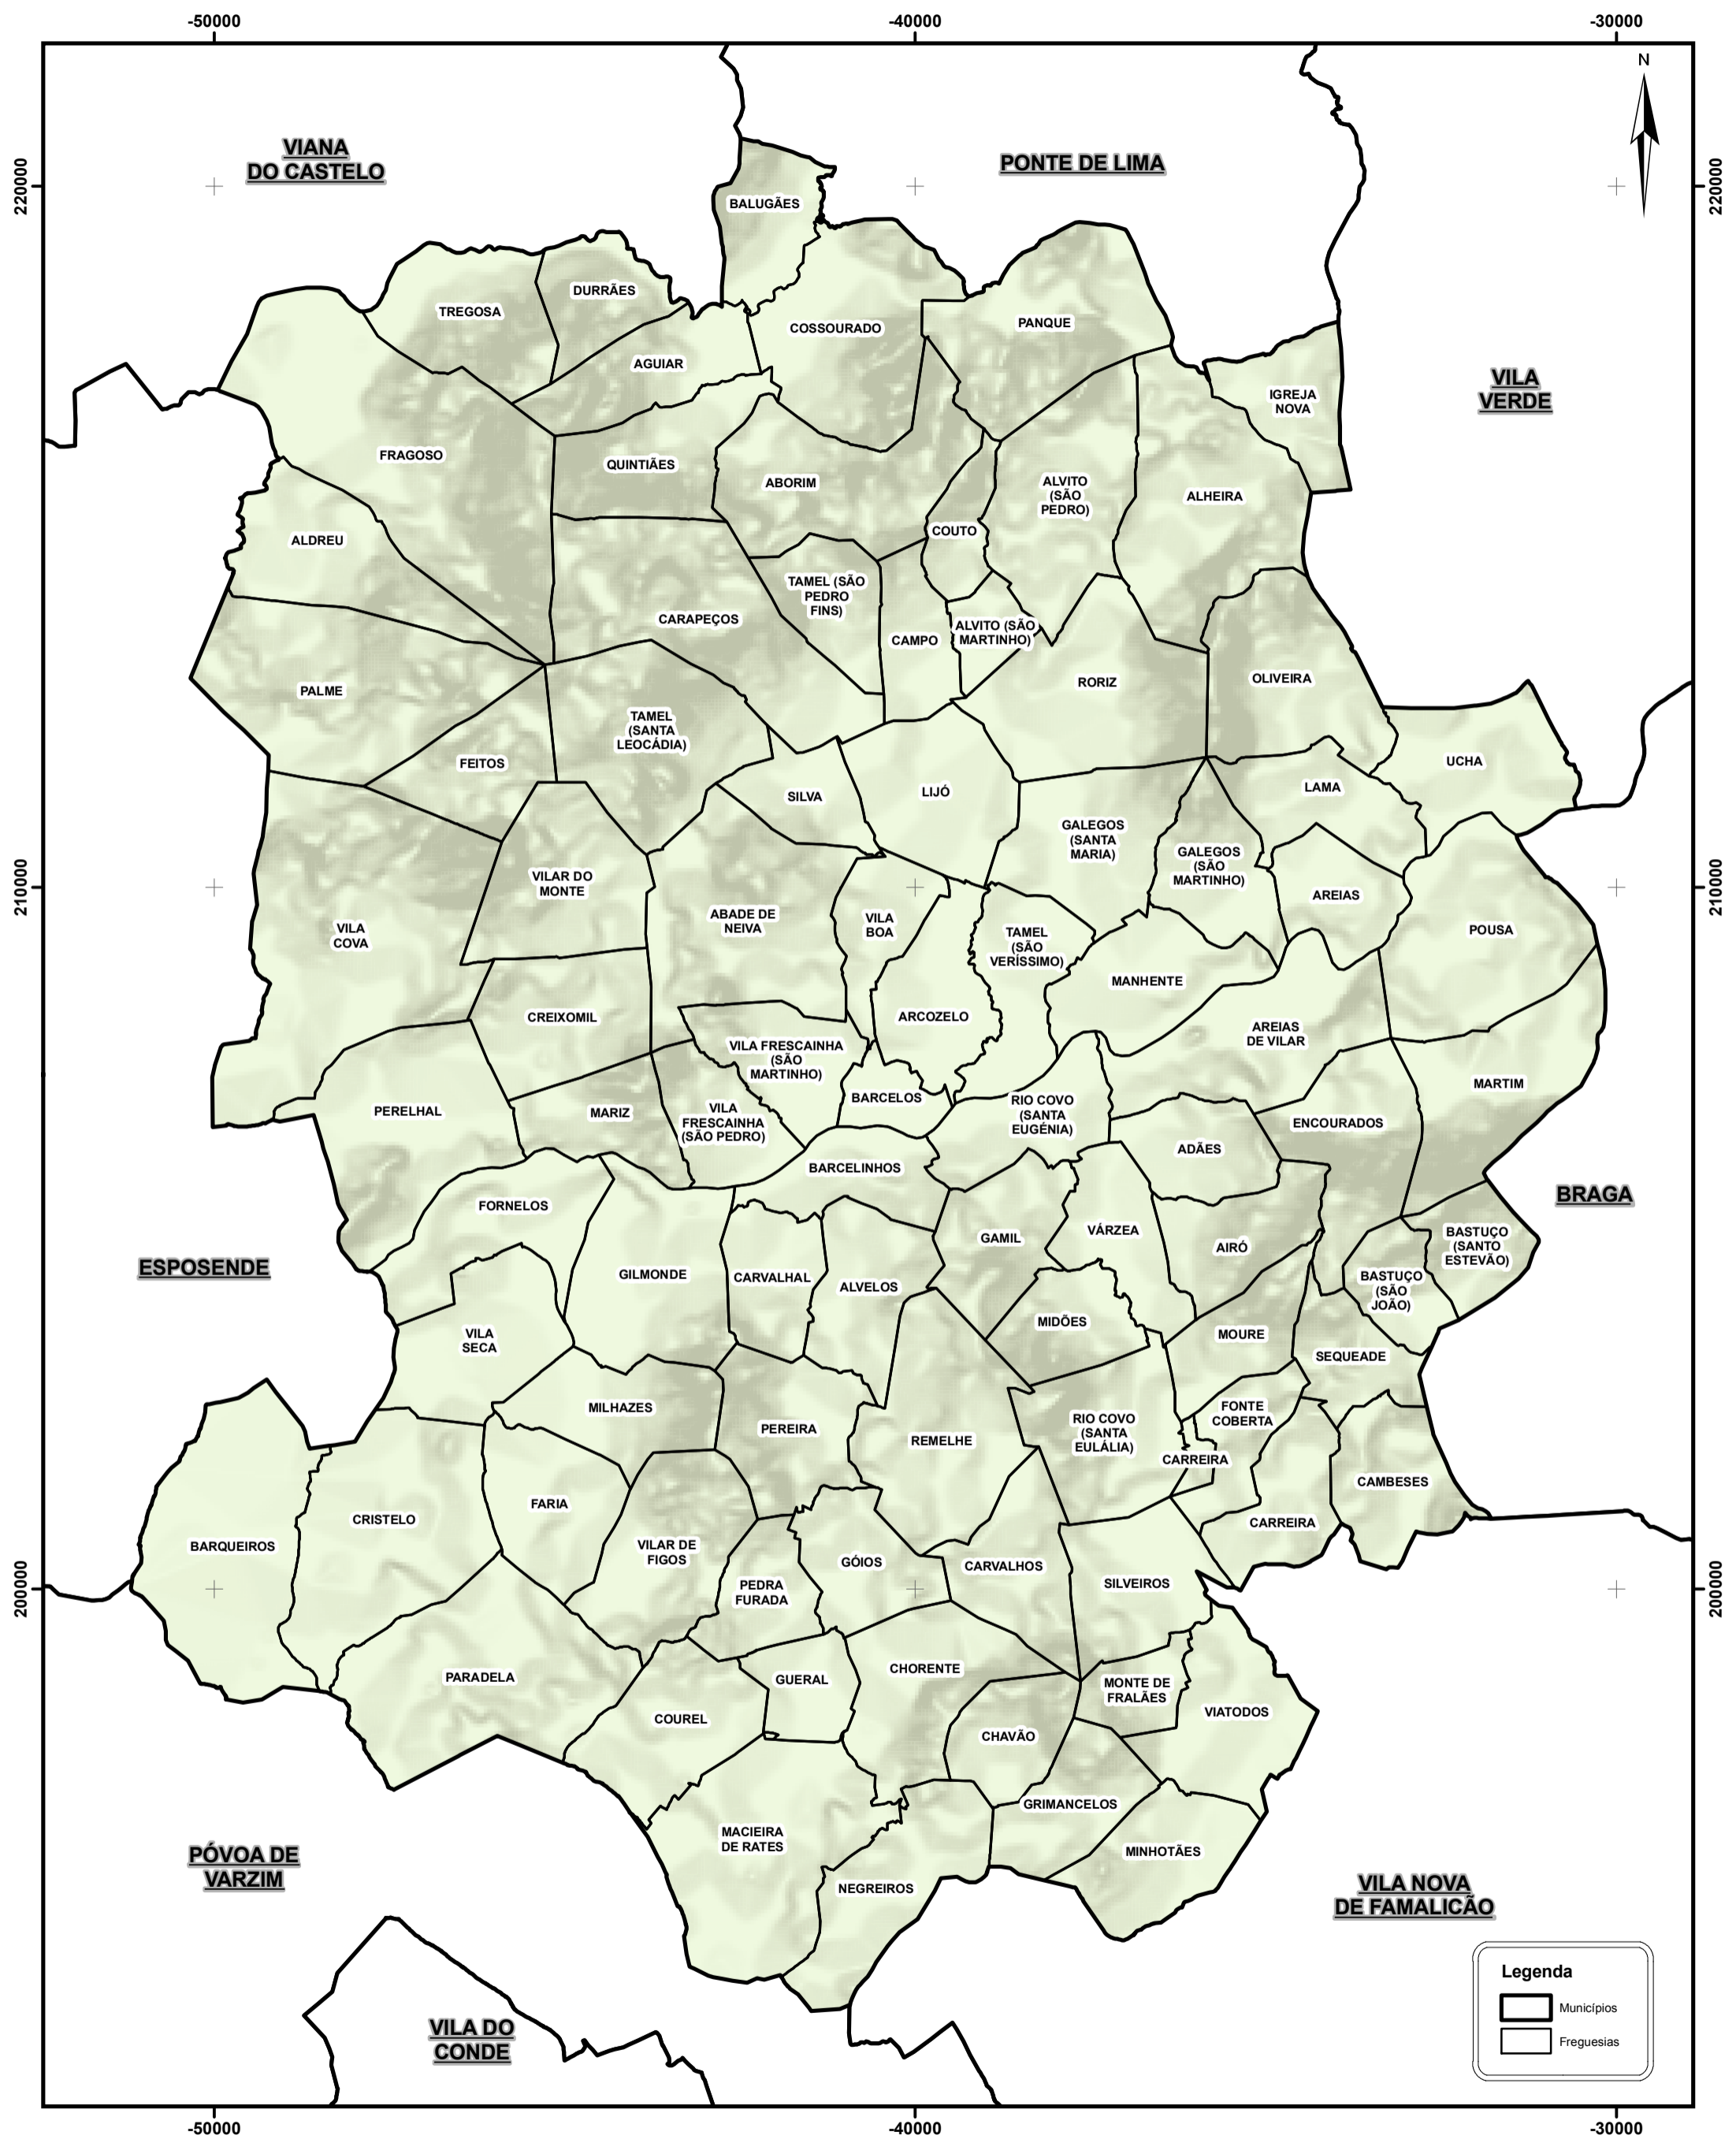 -50000
-40000
-30000
N
VIANA
DO CASTELO
PONTE DE LIMA
220000
220000
BALUGÃES
DURRÃES
TREGOSA
COSSOURADO
PANQUE
AGUIAR
VILA
VERDE
IGREJA
NOVA
FRAGOSO
QUINTIÃES
ABORIM
ALVITO
(SÃO
PEDRO)
ALHEIRA
COUTO
ALDREU
TAMEL (SÃO
PEDRO
FINS)
CARAPEÇOS
CAMPO
ALVITO (SÃO
MARTINHO)
PALME
RORIZ
OLIVEIRA
TAMEL
(SANTA
LEOCÁDIA)
FEITOS
UCHA
SILVA
LIJÓ
LAMA
GALEGOS
(SANTA
MARIA)
GALEGOS
(SÃO
MARTINHO)
210000
210000
VILAR DO
MONTE
AREIAS
VILA
COVA
ABADE DE
NEIVA
VILA
BOA
TAMEL
(SÃO
VERÍSSIMO)
POUSA
MANHENTE
CREIXOMIL
ARCOZELO
AREIAS
DE VILAR
VILA FRESCAINHA
(SÃO
MARTINHO)
MARTIM
BARCELOS
PERELHAL
MARIZ
VILA
FRESCAINHA
(SÃO PEDRO)
RIO COVO
(SANTA
EUGÉNIA)
ENCOURADOS
ADÃES
BARCELINHOS
BRAGA
FORNELOS
GAMIL
VÁRZEA
AIRÓ
BASTUÇO
(SANTO
ESTEVÃO)
ESPOSENDE
GILMONDE
CARVALHAL
ALVELOS
BASTUÇO
(SÃO
JOÃO)
MIDÕES
VILA
SECA
MOURE
SEQUEADE
MILHAZES
PEREIRA
REMELHE
RIO COVO
(SANTA
EULÁLIA)
FONTE
COBERTA
CARREIRA
CAMBESES
FARIA
CRISTELO
CARREIRA
BARQUEIROS
VILAR DE
FIGOS
GÓIOS
CARVALHOS
SILVEIROS
PEDRA
FURADA
200000
200000
PARADELA
CHORENTE
GUERAL
MONTE DE
FRALÃES
COUREL
VIATODOS
CHAVÃO
GRIMANCELOS
MACIEIRA
DE RATES
MINHOTÃES
PÓVOA DE
VARZIM
NEGREIROS
VILA NOVA
DE FAMALICÃO
Legenda
Municípios
Freguesias
VILA DO
CONDE
-50000
-40000
-30000